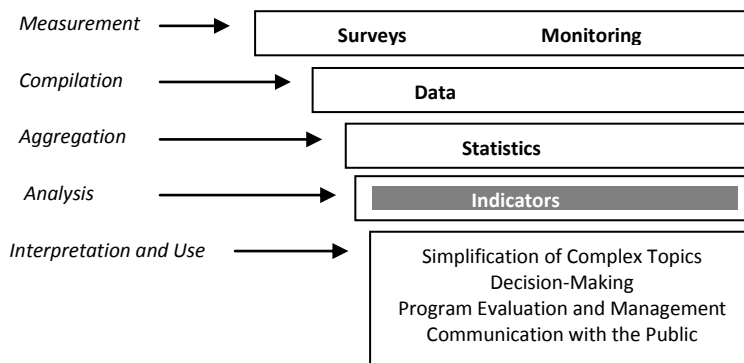 Measurement Surveys Monitoring
Compilation Data
Aggregation Statistics
Analysis Indicators
Interpretation and Use Simplification of Complex Topics
Decision-Making
Program Evaluation and Management
Communication with the Public